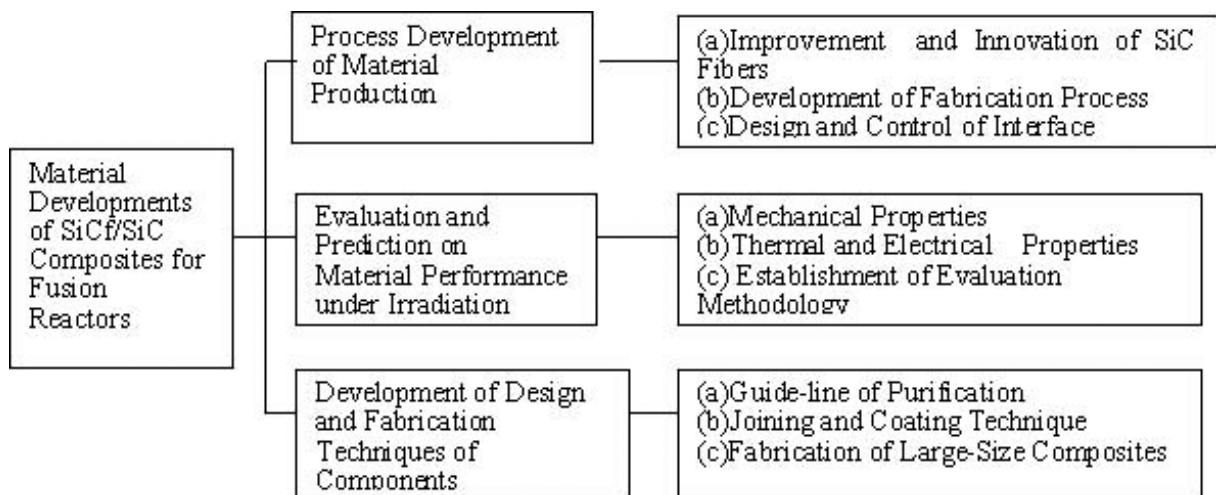 Process Development
of Material
Production
(a)Improvement and Innovation of SiC
Fibers
(b)Development of Fabrication Process
(c)Design and Control of Interface
Material
Developments
of SiCf/SiC
Composites for
Fusion
Reactors
Evaluation and
Prediction on
Material Performance
under Irradiation
(a)Mechanical Properties
(b)Thermal and Electrical Properties
(c) Establishment of Evaluation
Methodology
Development of Design
and Fabrication
Techniques of
Components
(a)Guide-line of Purification
(b)Joining and Coating Technique
(c)Fabrication of Large-Size Composites